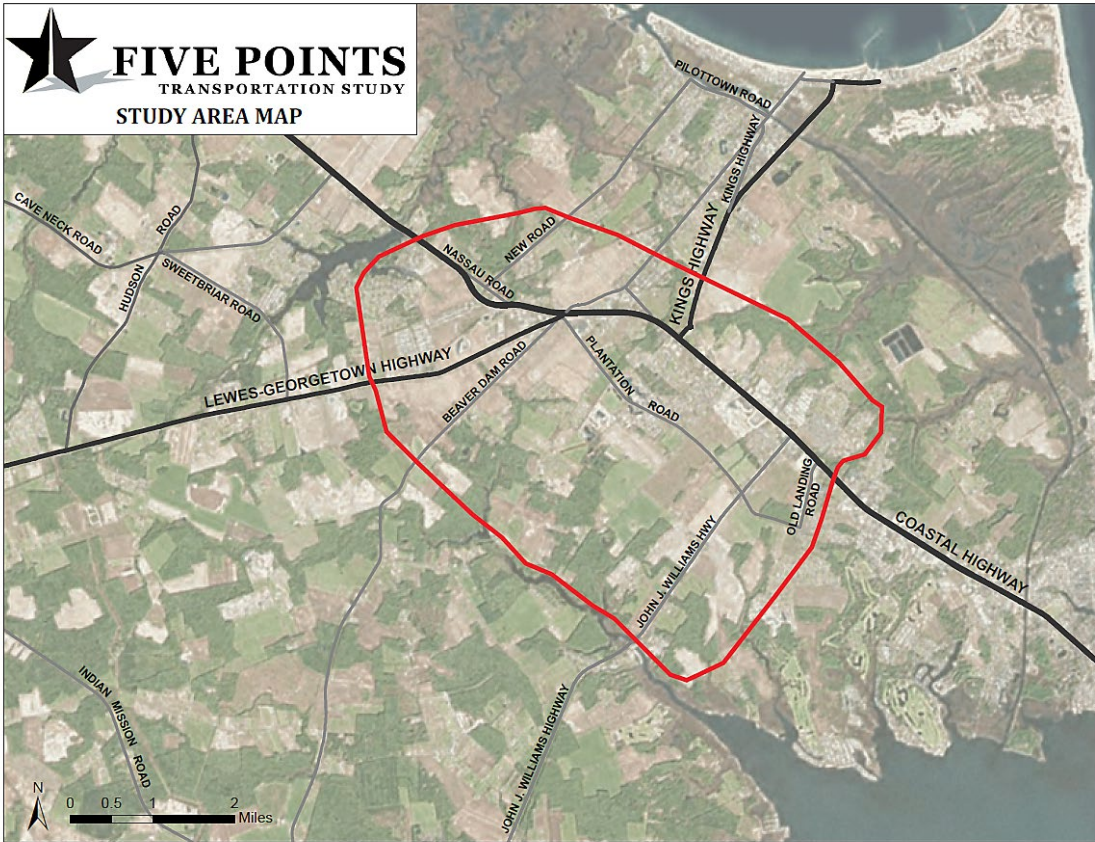 FIVE POINTS
TRANSPORTATION STUDY
STUDY AREA MAP
PILOTTOWN ROAD
KINGS HIGHWAY
CAVE NECK ROAD
HUDSON ROAD
SWEETBRIAR ROAD
NEW ROAD
NASSAU ROAD
KINGS HIGHWAY
LEWES-GEORGETOWN HIGHWAY
BEAVER DAM ROAD
PLANTATION ROAD
OLD LANDING
ROAD
COASTAL HIGHWAY
JOHN J. WILLIAMS HWY
JOHN J. WILLIAMS HIGHWAY
INDIAN MISSION ROAD
N
0 0.5 1 2
Miles